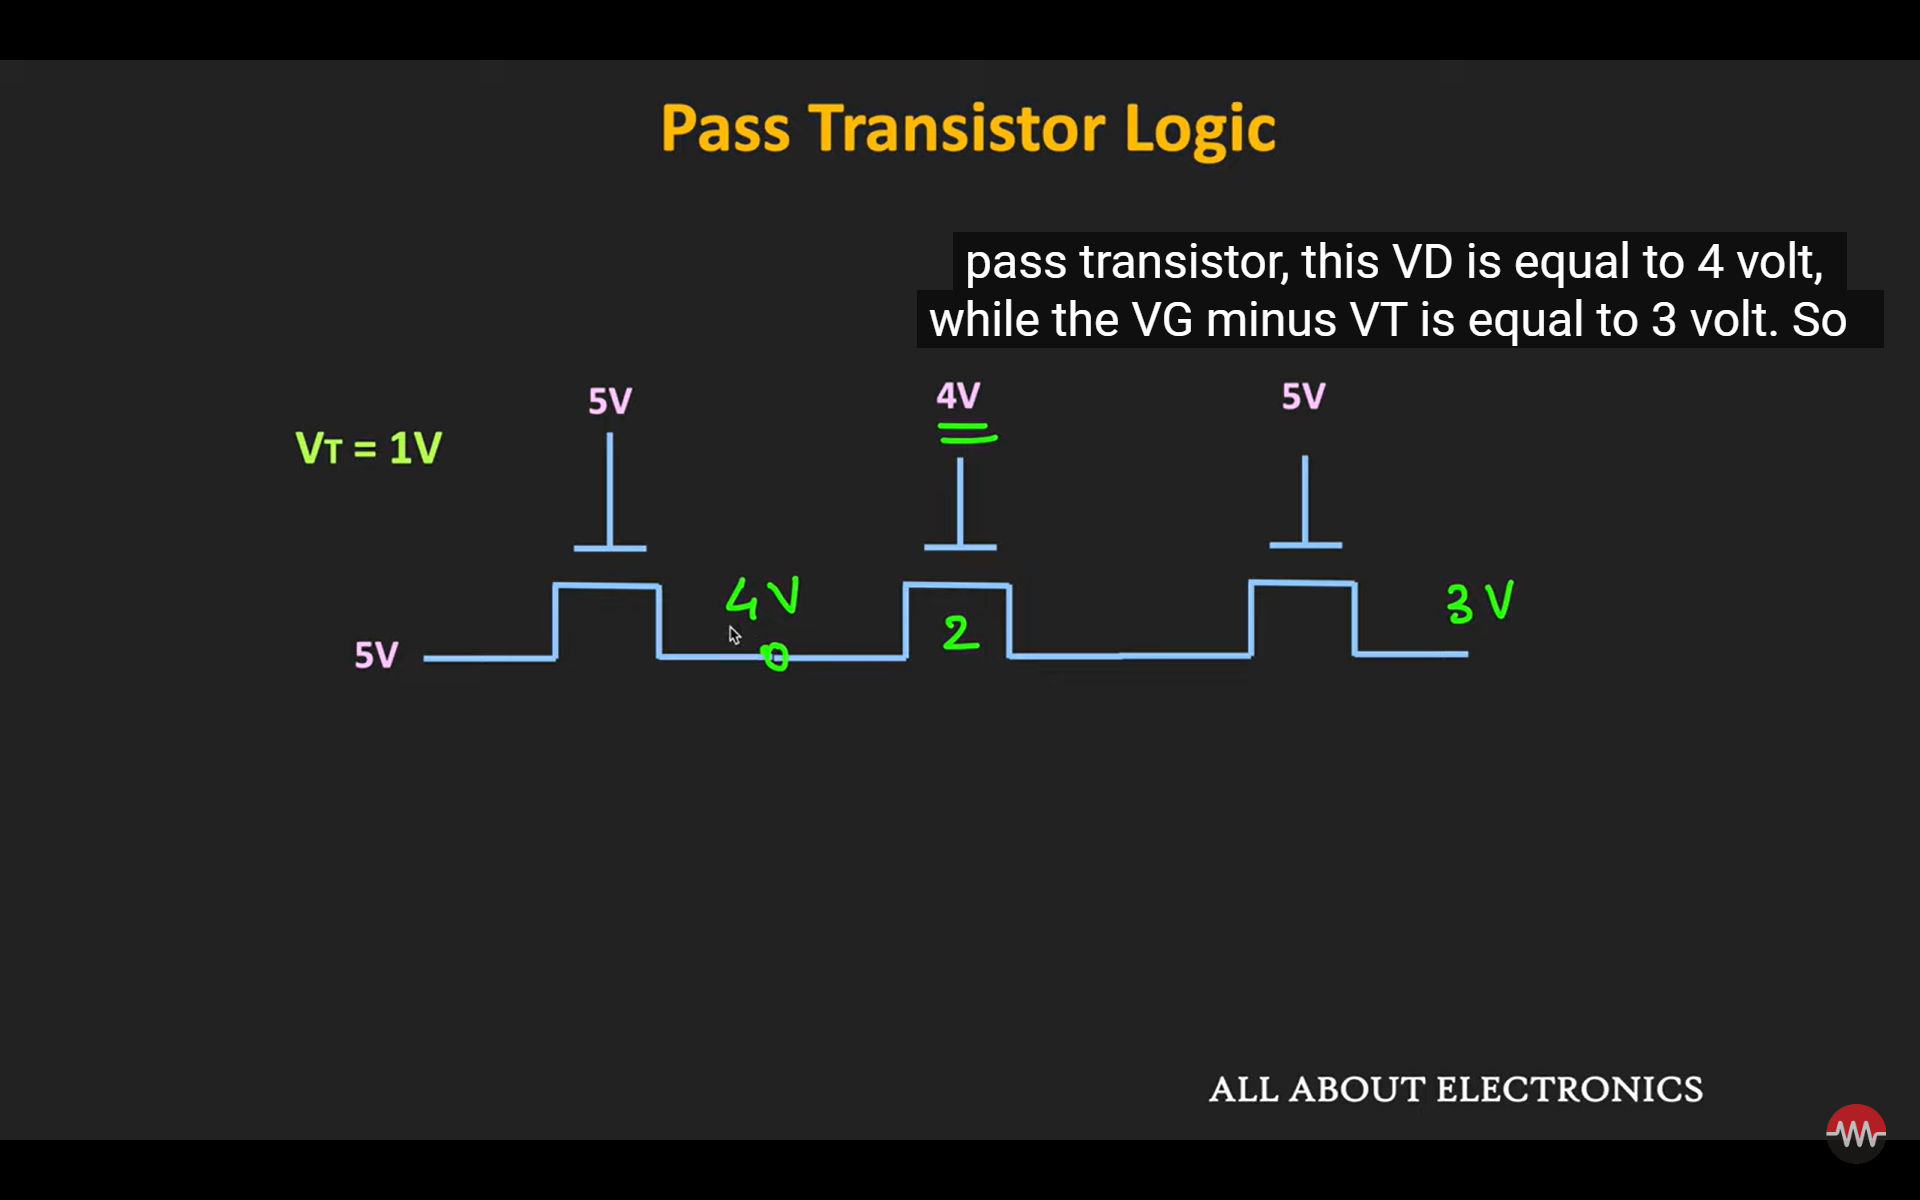 Pass Transistor Logic
pass transistor, this VD is equal to 4 volt,
while the VG minus VT is equal to 3 volt. So
5V
4V
5V
VT = 1V
4V
2
3V
5V
ALL ABOUT ELECTRONICS